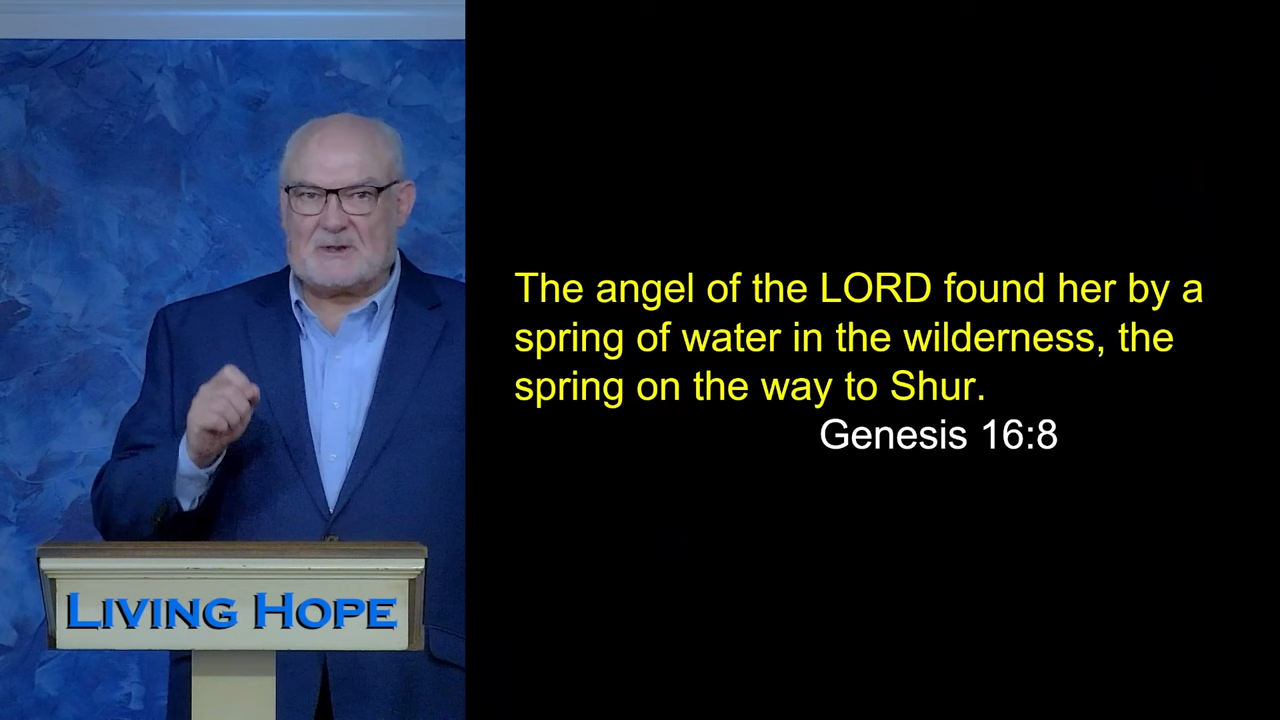 The angel of the LORD found her by a
spring of water in the wilderness, the
spring on the way to Shur.
Genesis 16:8
LIVING HOPE